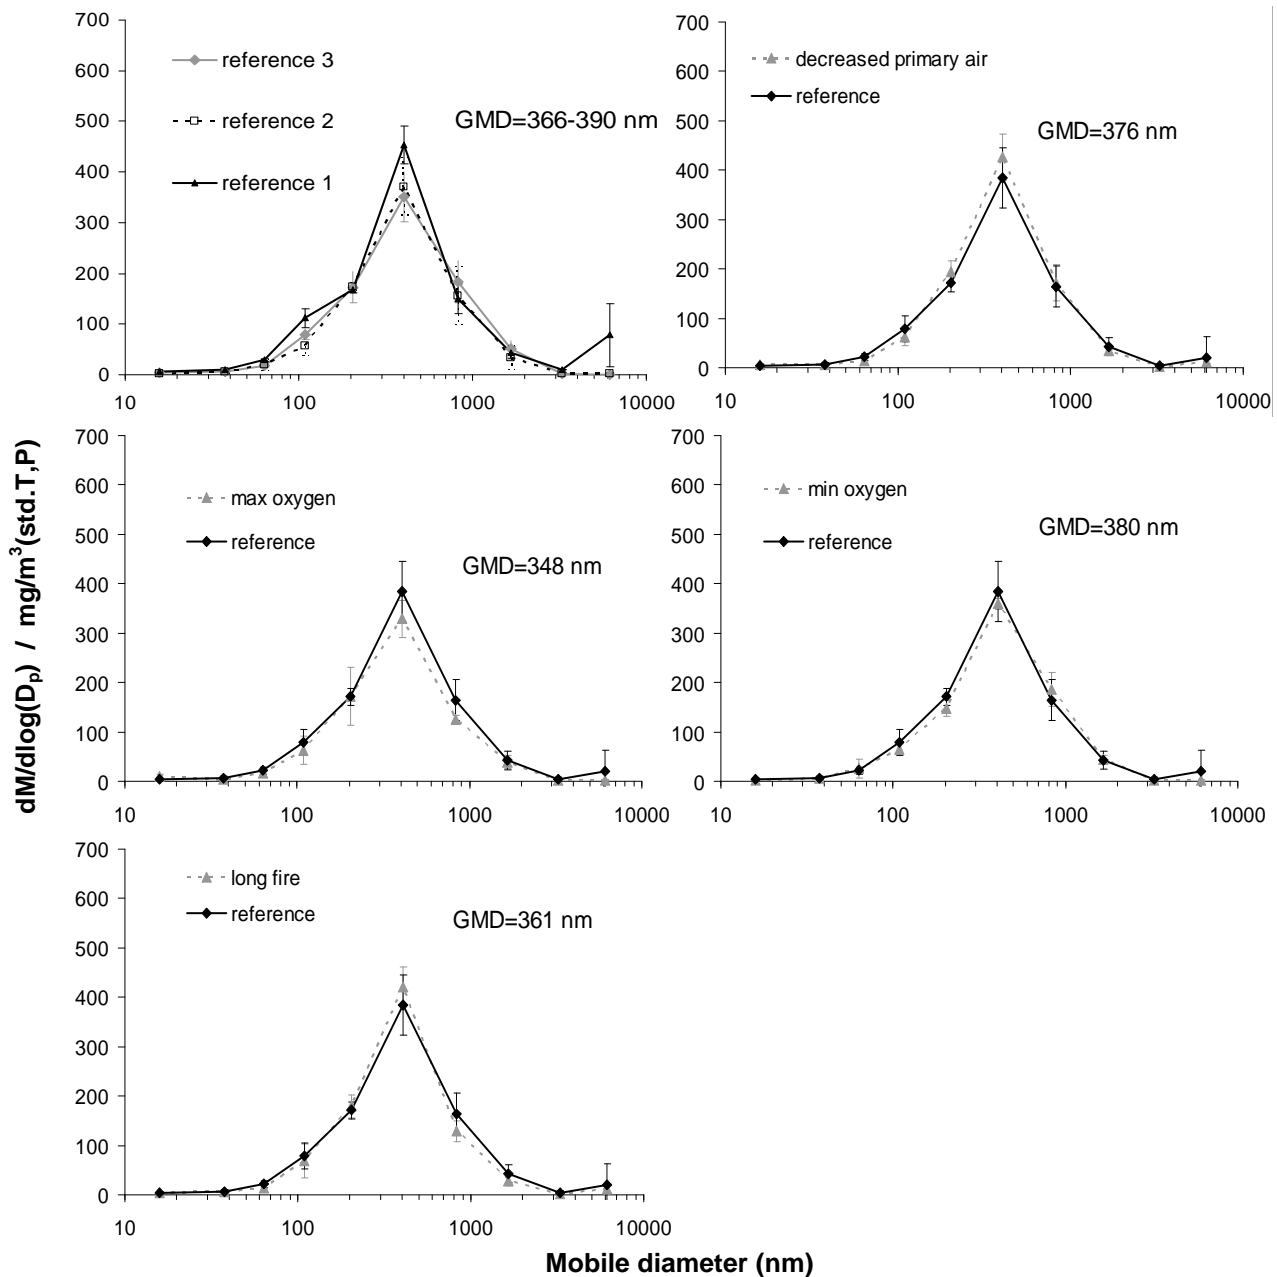 700
600
500
400
300
200
100
0
reference 3
reference 2
reference 1
GMD=366-390 nm
10 100 1000 10000
700
600
500
400
300
200
100
0
decreased primary air
reference
GMD=376 nm
10 100 1000 10000
dM/dlog(Dp) / mg/m3(std.T,P)
700
600
500
400
300
200
100
0
max oxygen
reference
GMD=348 nm
10 100 1000 10000
700
600
500
400
300
200
100
0
min oxygen
reference
GMD=380 nm
10 100 1000 10000
700
600
500
400
300
200
100
0
long fire
reference
GMD=361 nm
10 100 1000 10000
Mobile diameter (nm)